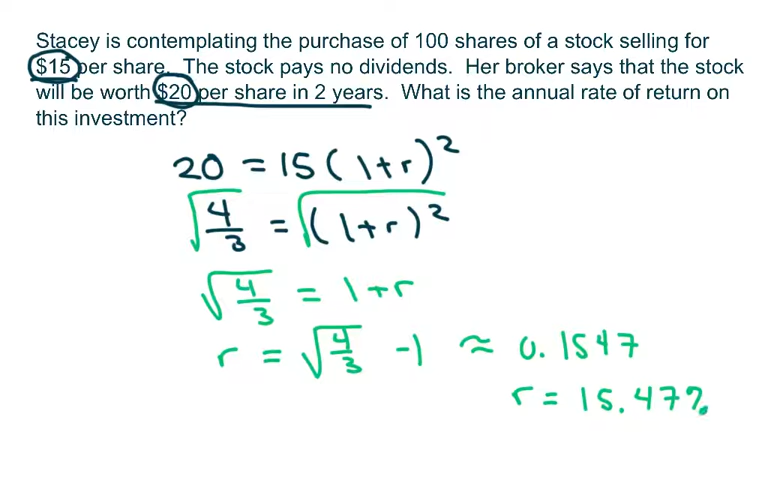 Stacey is contemplating the purchase of 100 shares of a stock selling for
$15 per share. The stock pays no dividends. Her broker says that the stock
will be worth $20 per share in 2 years. What is the annual rate of return on
this investment?
20 = 15(1+r)²
√(4/3) = √(1+r)²
√(4/3) = 1+r
r = √(4/3) -1 ≈ 0.1547
r = 15.47%